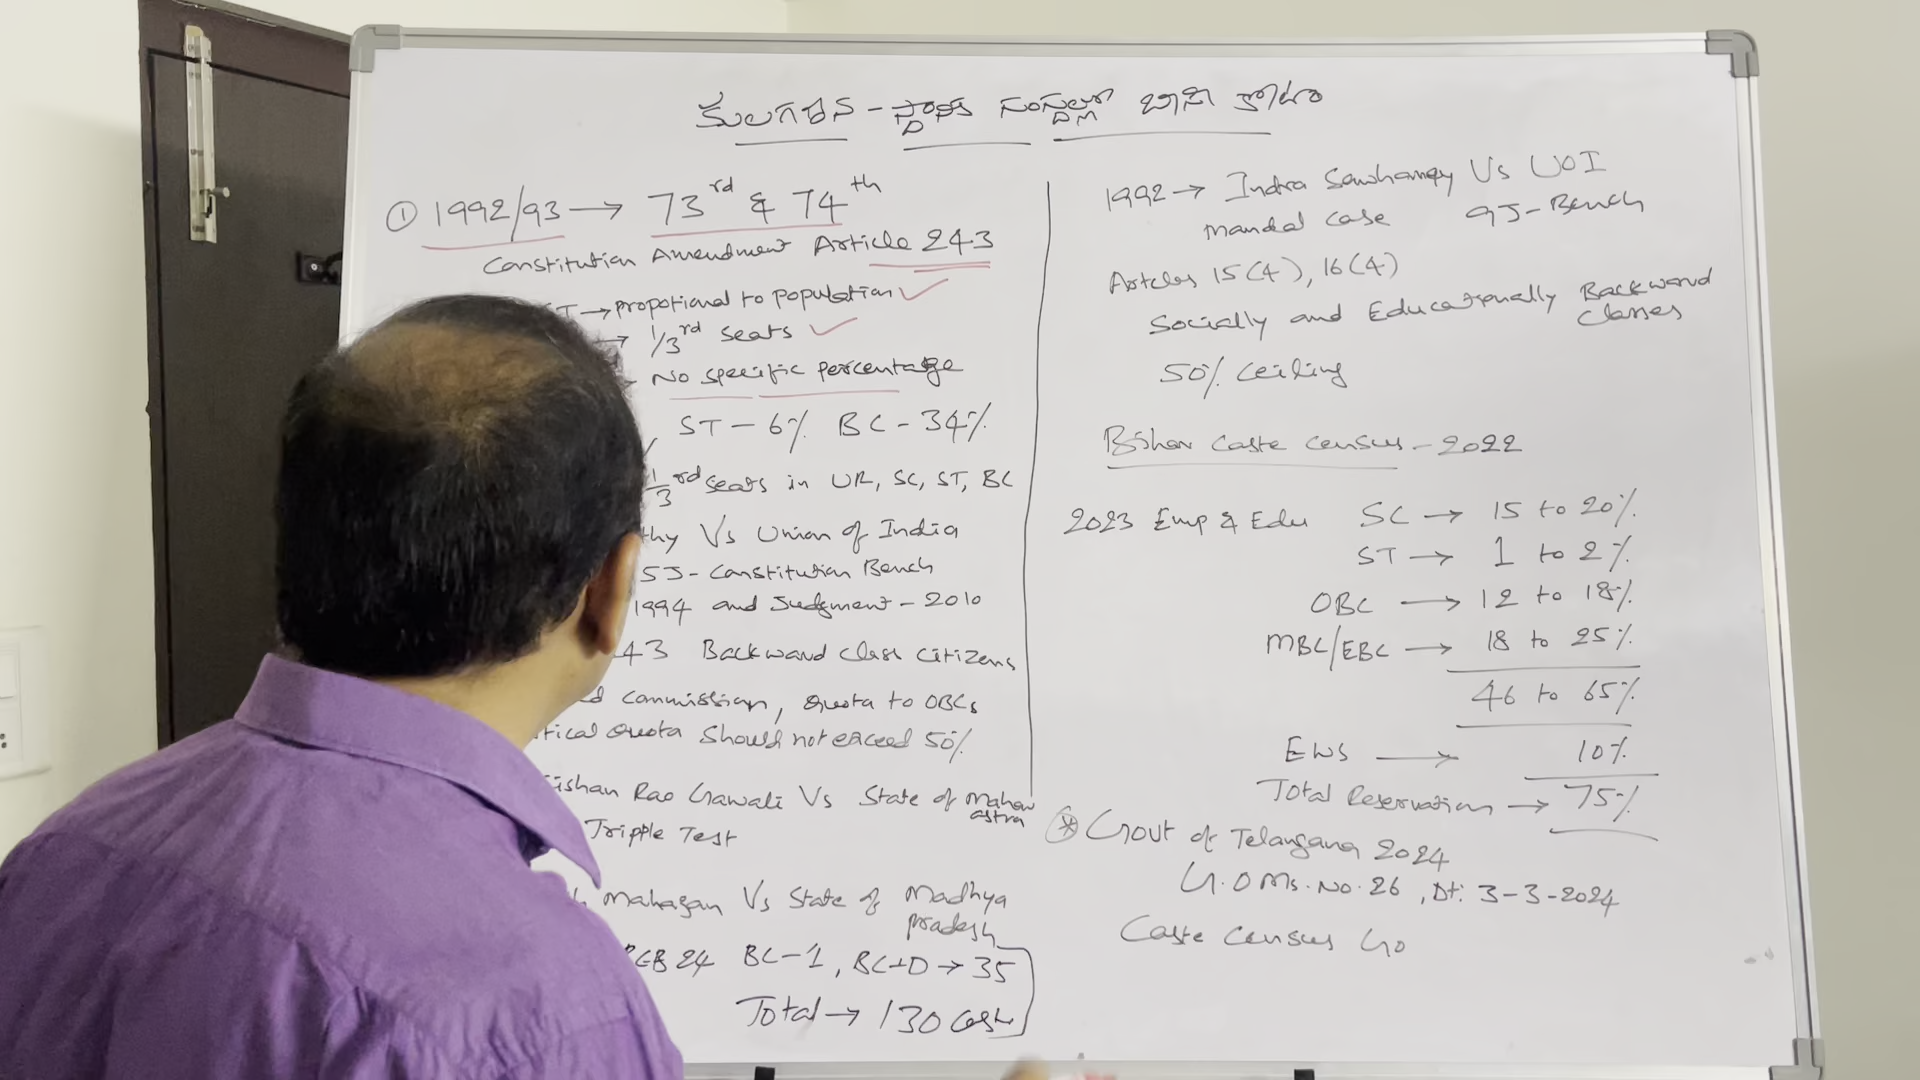 కులగణన - స్థానిక సంస్థల్లో బీసీ కోటా
① 1992/93 → 73rd & 74th
Constitution Amendment Article 243
ST → propotional to population ✓
→ 1/3rd seats ✓
No specific percentage
ST - 6% BC - 34%
1/3rd seats in UR, SC, ST, BC
thy Vs Union of India
5J - Constitution Bench
1994 and Judgment - 2010
43 Backward class citizens
d commission, Quota to OBCs
tical Quota should not exceed 50%
ishan Rao Gawali Vs State of Mahar
astra
Tripple Test
Mahajan Vs State of Madhya
pradesh
24 BC-1, BC-D → 35
Total → 130 caste
1992 → Indra Sawhaney Vs UOI
mandal case 9J - Bench
Articles 15(4), 16(4)
Socially and Educationally Backward
Classes
50% ceiling
Bihar Caste Census - 2022
2023 Emp & Edu SC → 15 to 20%
ST → 1 to 2%
OBC → 12 to 18%
MBC/EBC → 18 to 25%
46 to 65%
EWS → 10%
Total Reservation → 75%
* Govt of Telangana 2024
G.O Ms. No. 26, Dt: 3-3-2024
Caste Census Go